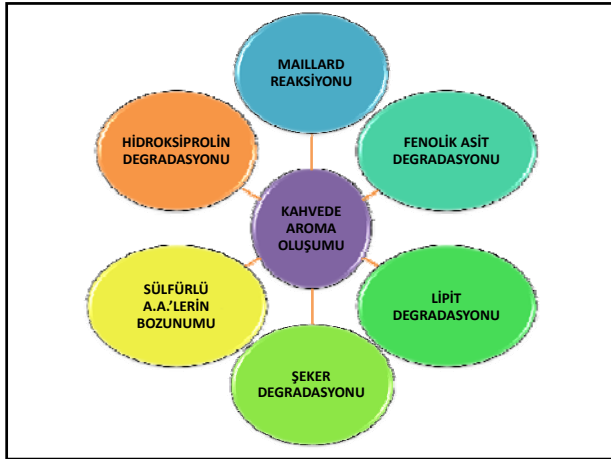 MAILLARD
REAKSİYONU
FENOLİK ASİT
DEGRADASYONU
LİPİT
DEGRADASYONU
ŞEKER
DEGRADASYONU
SÜLFÜRLÜ
A.A.’LERİN
BOZUNUMU
HİDROKSİPROLİN
DEGRADASYONU
KAHVEDE
AROMA
OLUŞUMU